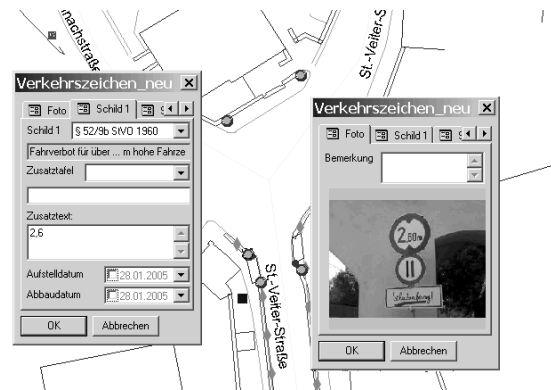 nachstraße
St.-Veiter-Str
Verkehrszeichen_neu
Foto
Schild 1
S
Schild 1
§ 52/9b StVO 1960
Fahrverbot für über ... m hohe Fahrze
Zusatztafel
Zusatztext:
2,6
Aufstelldatum
28.01.2005
Abbaudatum
28.01.2005
OK
Abbrechen
St.-Veiter-Straße
Verkehrszeichen_neu
Foto
Schild 1
S
Bemerkung
2,60m
OK
Abbrechen